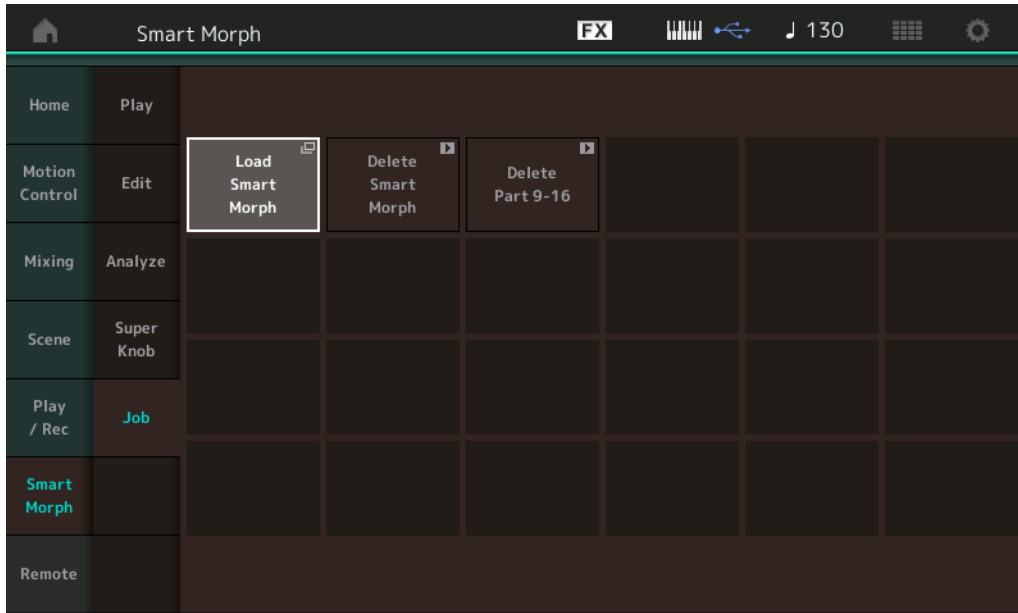 Smart Morph
FX
130
Home
Play
Motion
Control
Edit
Mixing
Analyze
Scene
Super
Knob
Play
/ Rec
Job
Smart
Morph
Remote
Load
Smart
Morph
Delete
Smart
Morph
Delete
Part 9-16